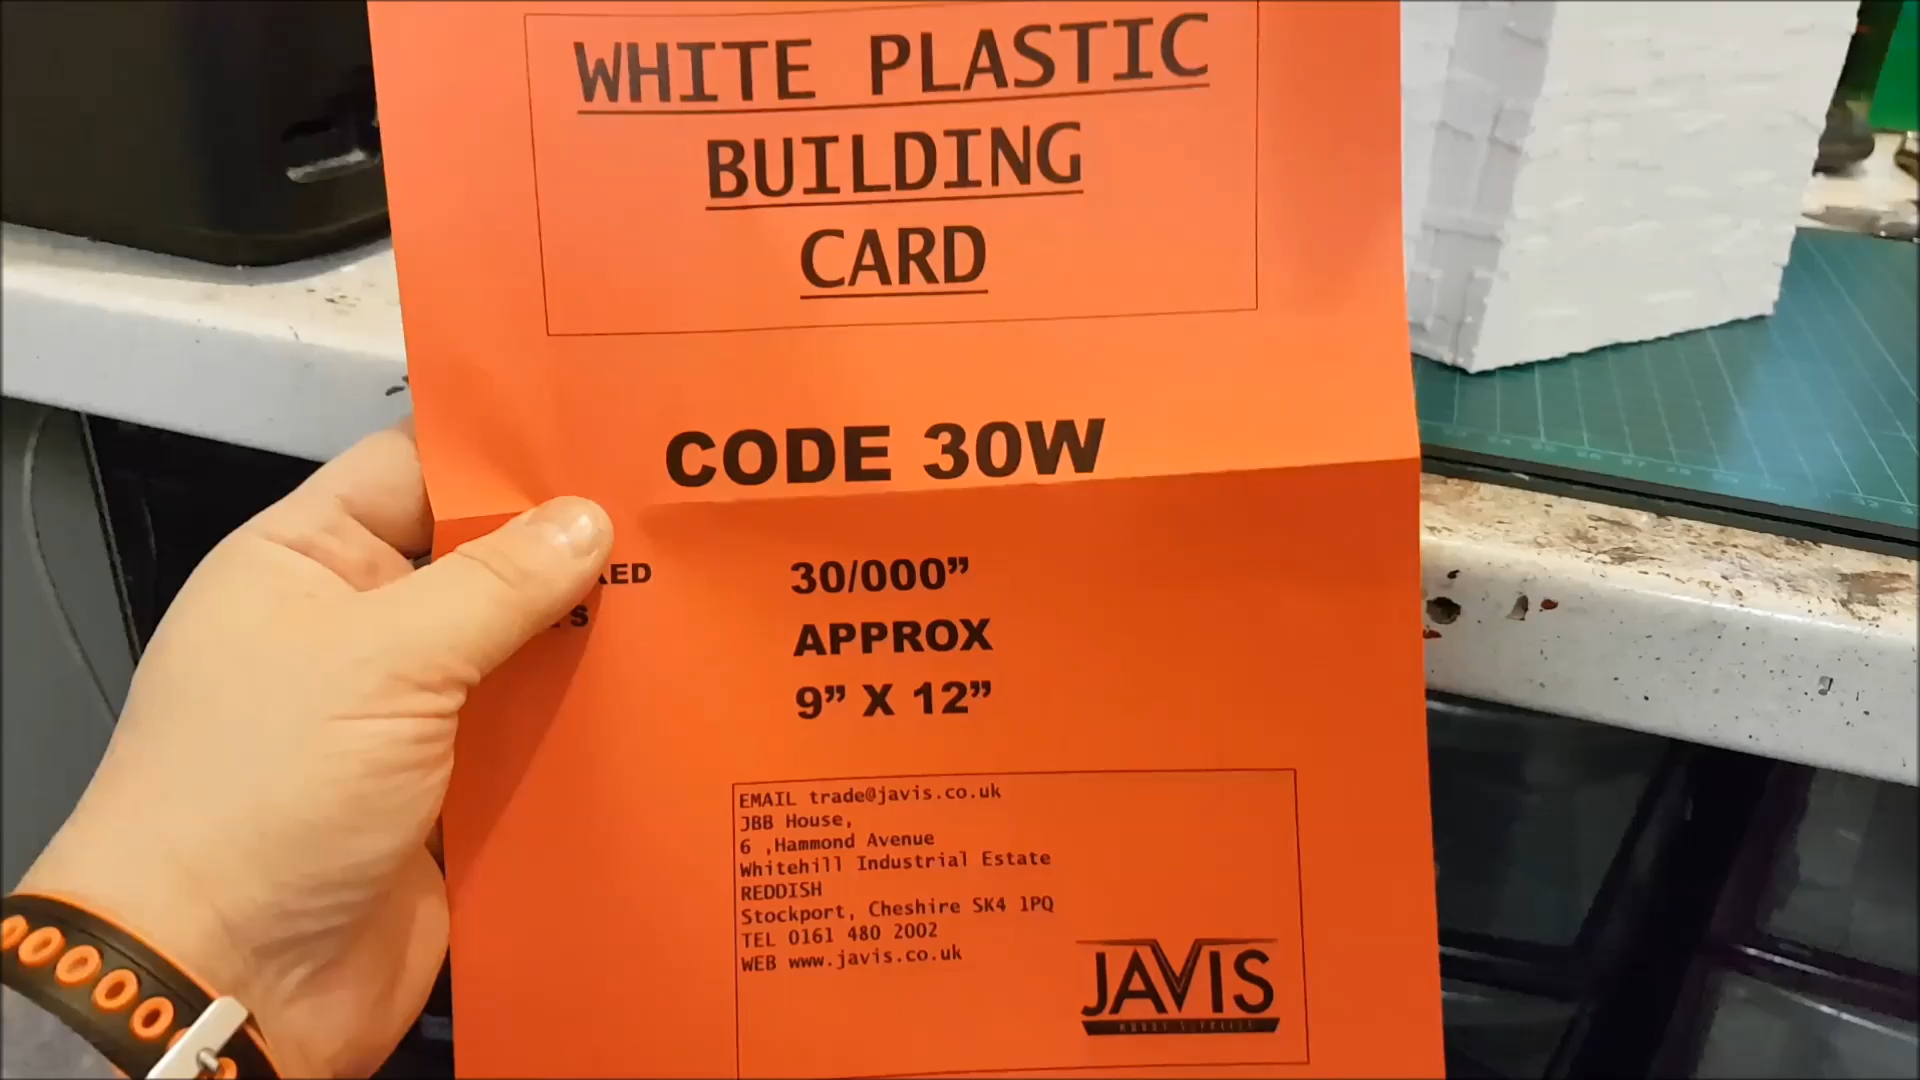 WHITE PLASTIC
BUILDING
CARD
CODE 30W
30/000”
APPROX
9” X 12”
EMAIL trade@javis.co.uk
JBB House,
6 ,Hammond Avenue
Whitehill Industrial Estate
REDDISH
Stockport, Cheshire SK4 1PQ
TEL 0161 480 2002
WEB www.javis.co.uk
JAVIS